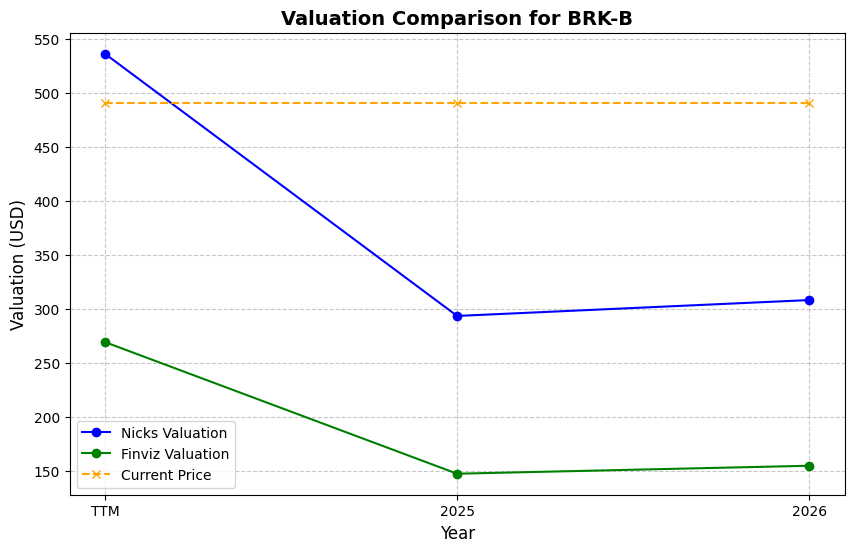 Valuation Comparison for BRK-B
Valuation (USD)
550
500
450
400
350
300
250
200
150
Nicks Valuation
Finviz Valuation
Current Price
TTM
2025
2026
Year